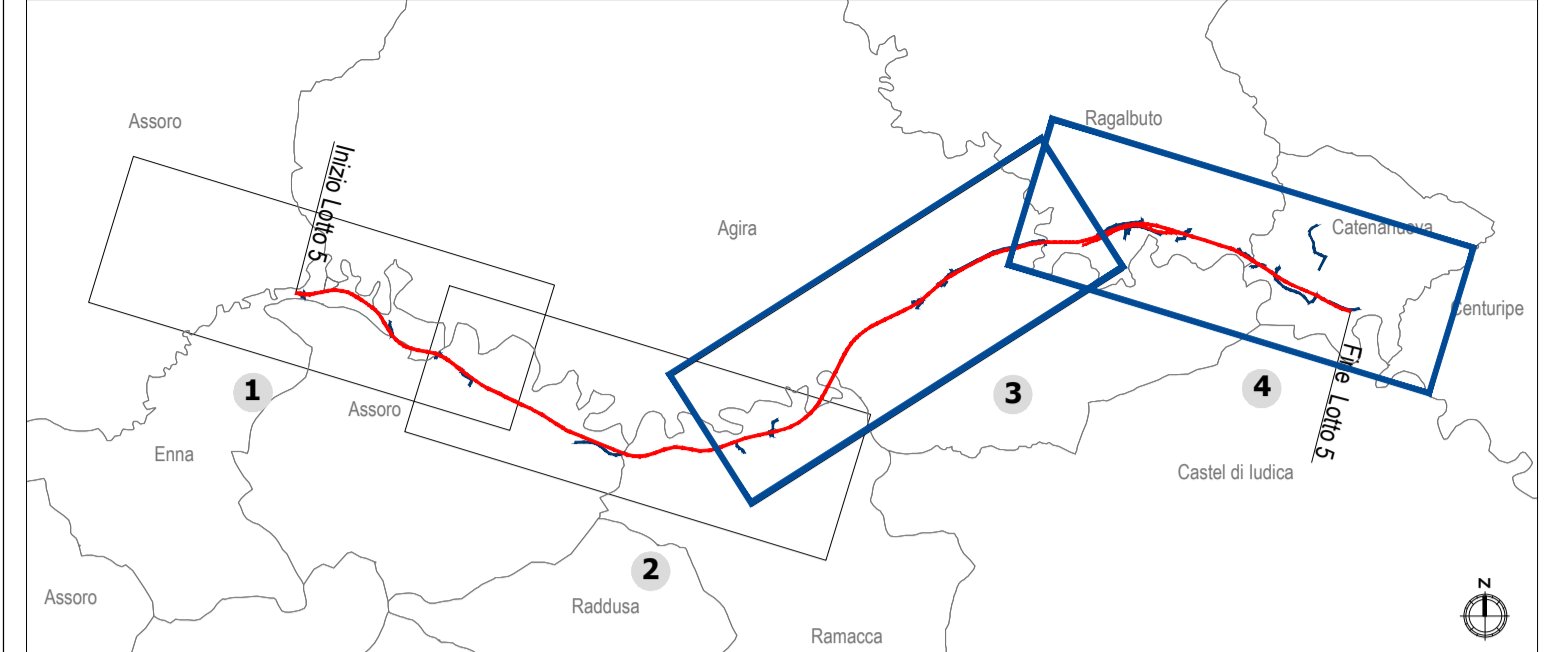 Ragalbuto
Assoro
Inizio Lotto 5
Agira
Catenanuova
Centuripe
1
3
4
Fine Lotto 5
Assoro
Enna
Castel di Iudica
2
Assoro
Raddusa
Ramacca
N